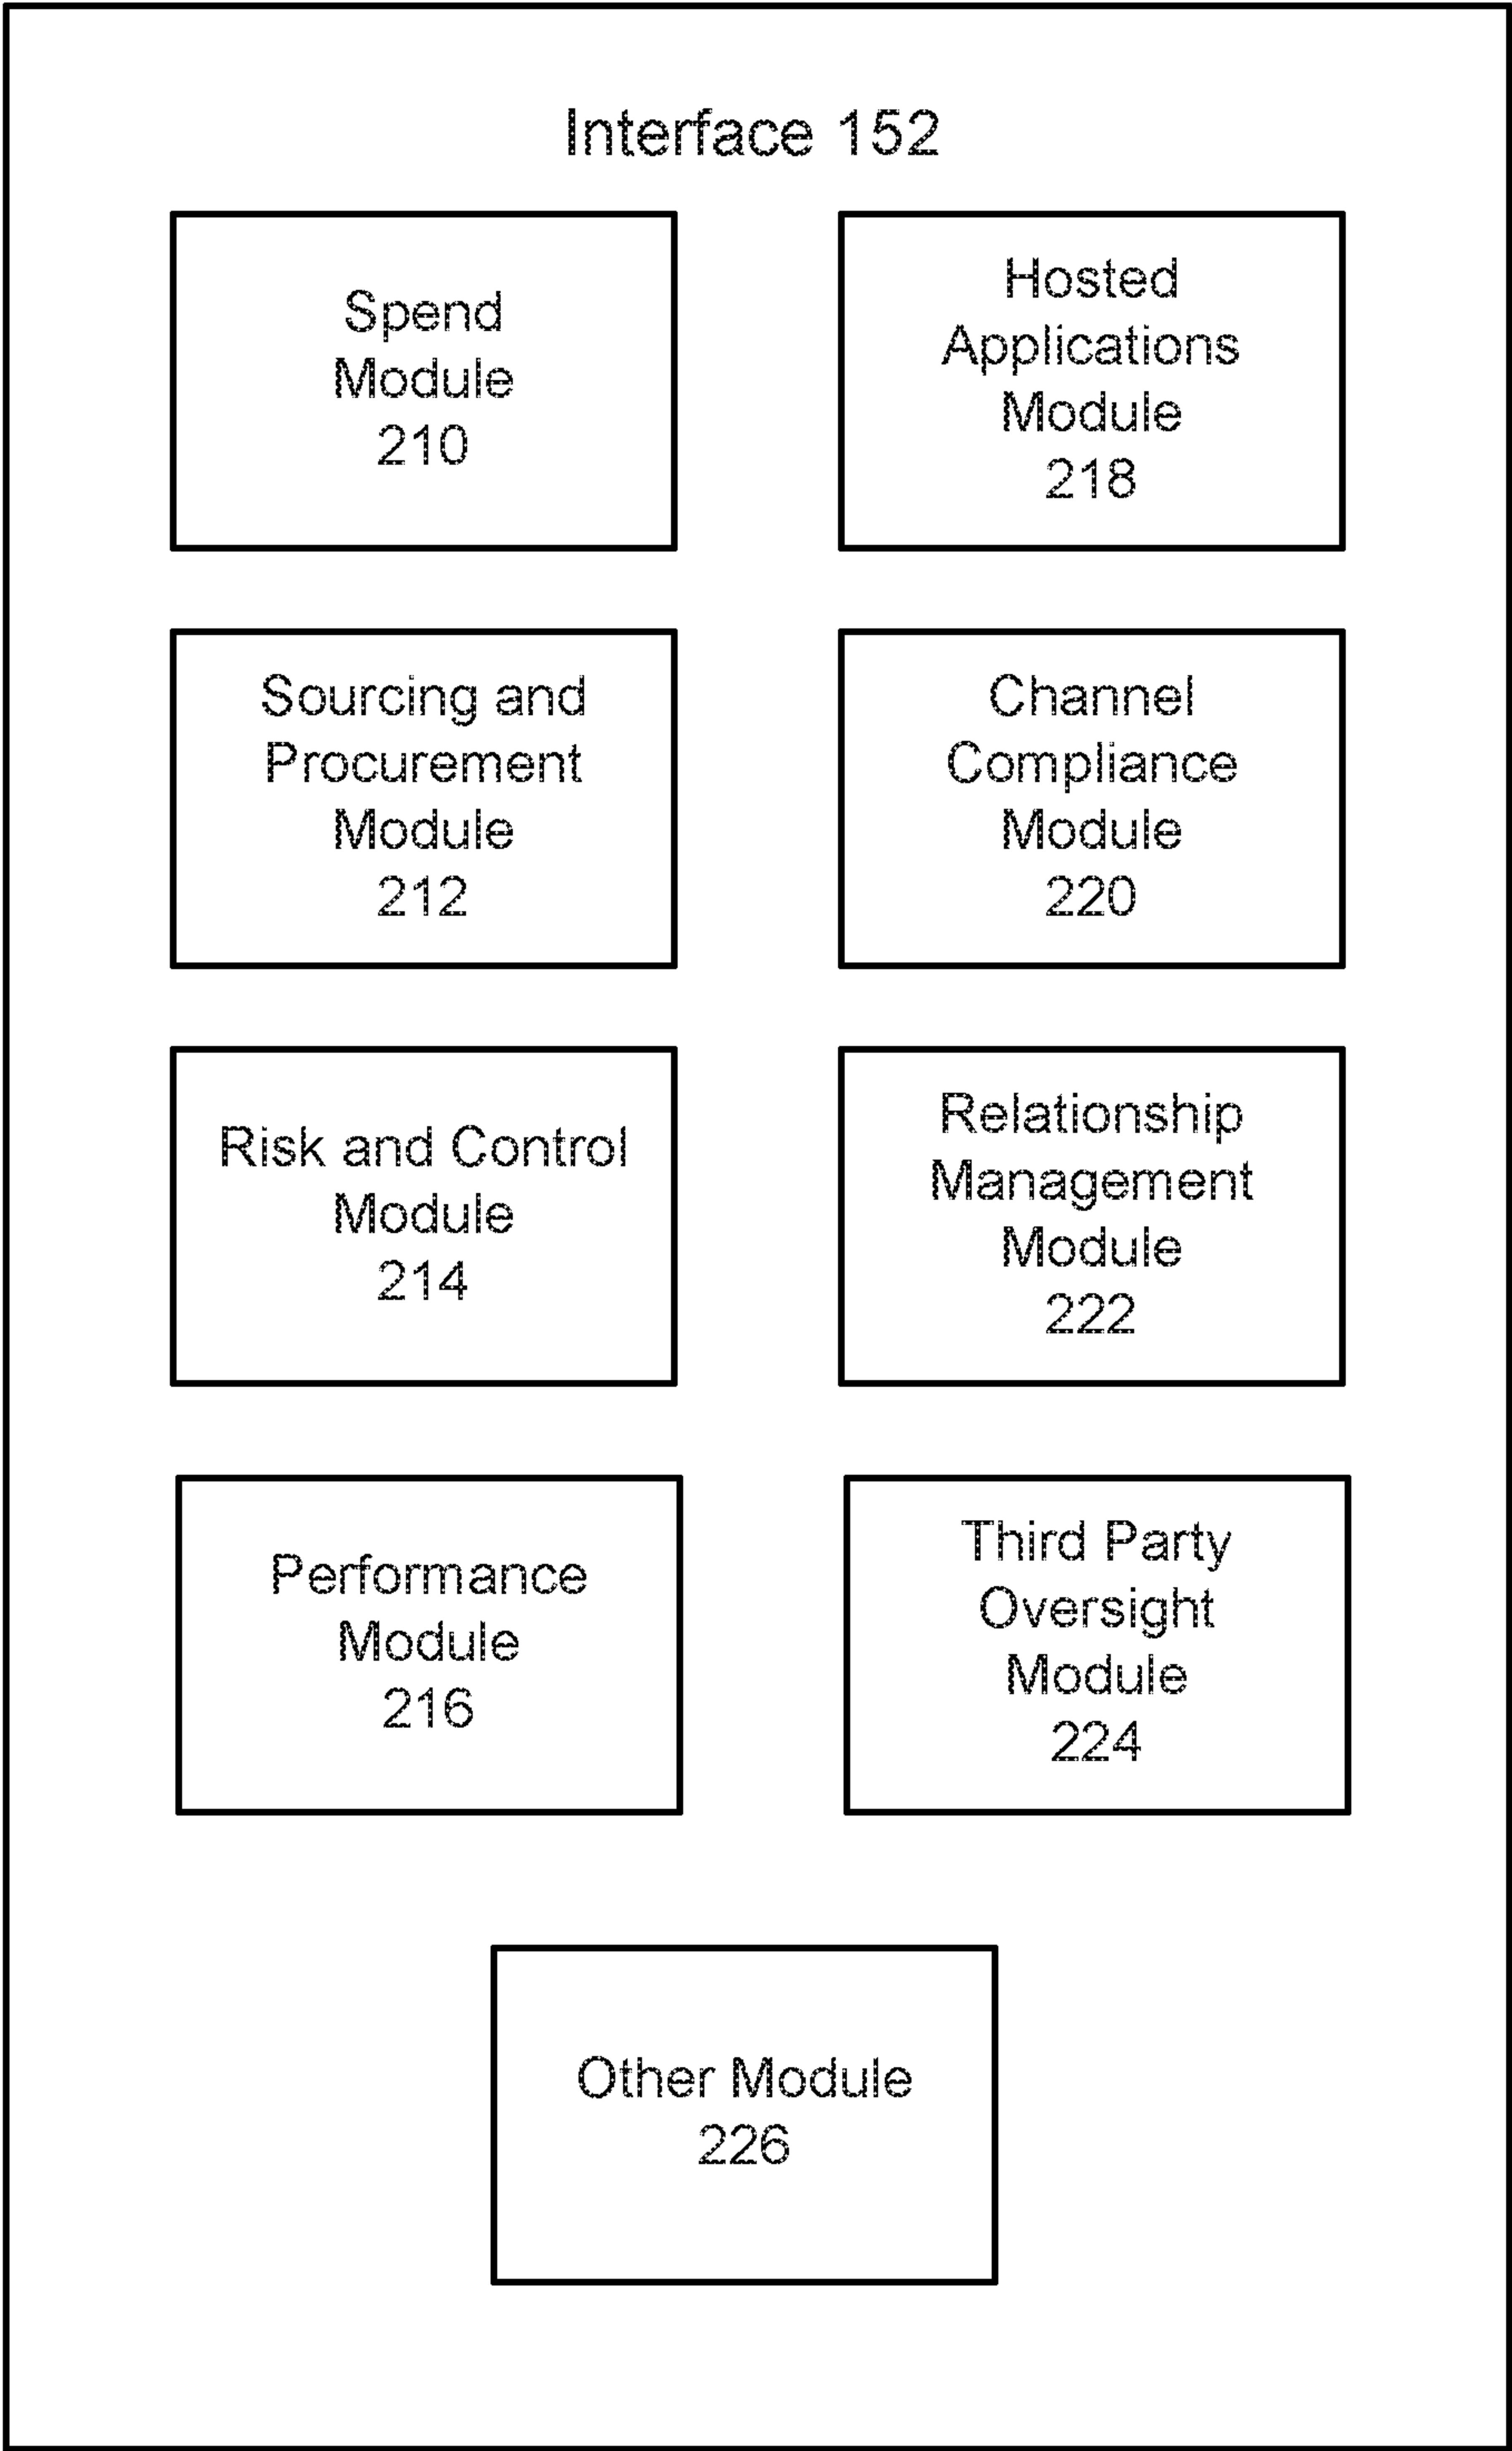 Interface 152
Spend
Module
210
Hosted
Applications
Module
218
Sourcing and
Procurement
Module
212
Channel
Compliance
Module
220
Risk and Control
Module
214
Relationship
Management
Module
222
Performance
Module
216
Third Party
Oversight
Module
224
Other Module
226